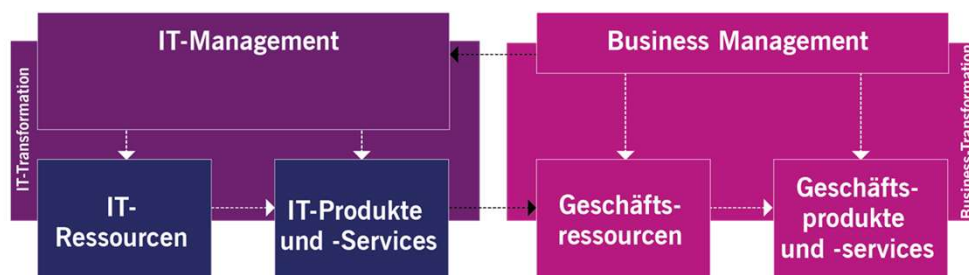 IT-Management
IT-Transformation
IT-
Ressourcen
IT-Produkte
und -Services
Business Management
Geschäfts-
ressourcen
Geschäfts-
produkte
und -services
Business-Transformation